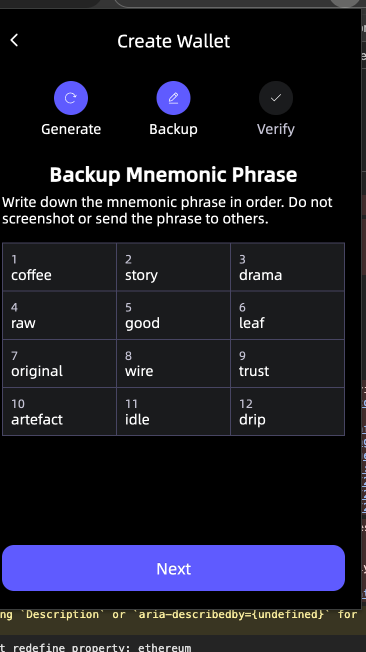 Create Wallet
Generate Backup Verify
Backup Mnemonic Phrase
Write down the mnemonic phrase in order. Do not
screenshot or send the phrase to others.
1 2 3
coffee story drama
4 5 6
raw good leaf
7 8 9
original wire trust
10 11 12
artefact idle drip
Next
ng `Description` or `aria-describedby={undefined}` for
t redefine property: ethereum